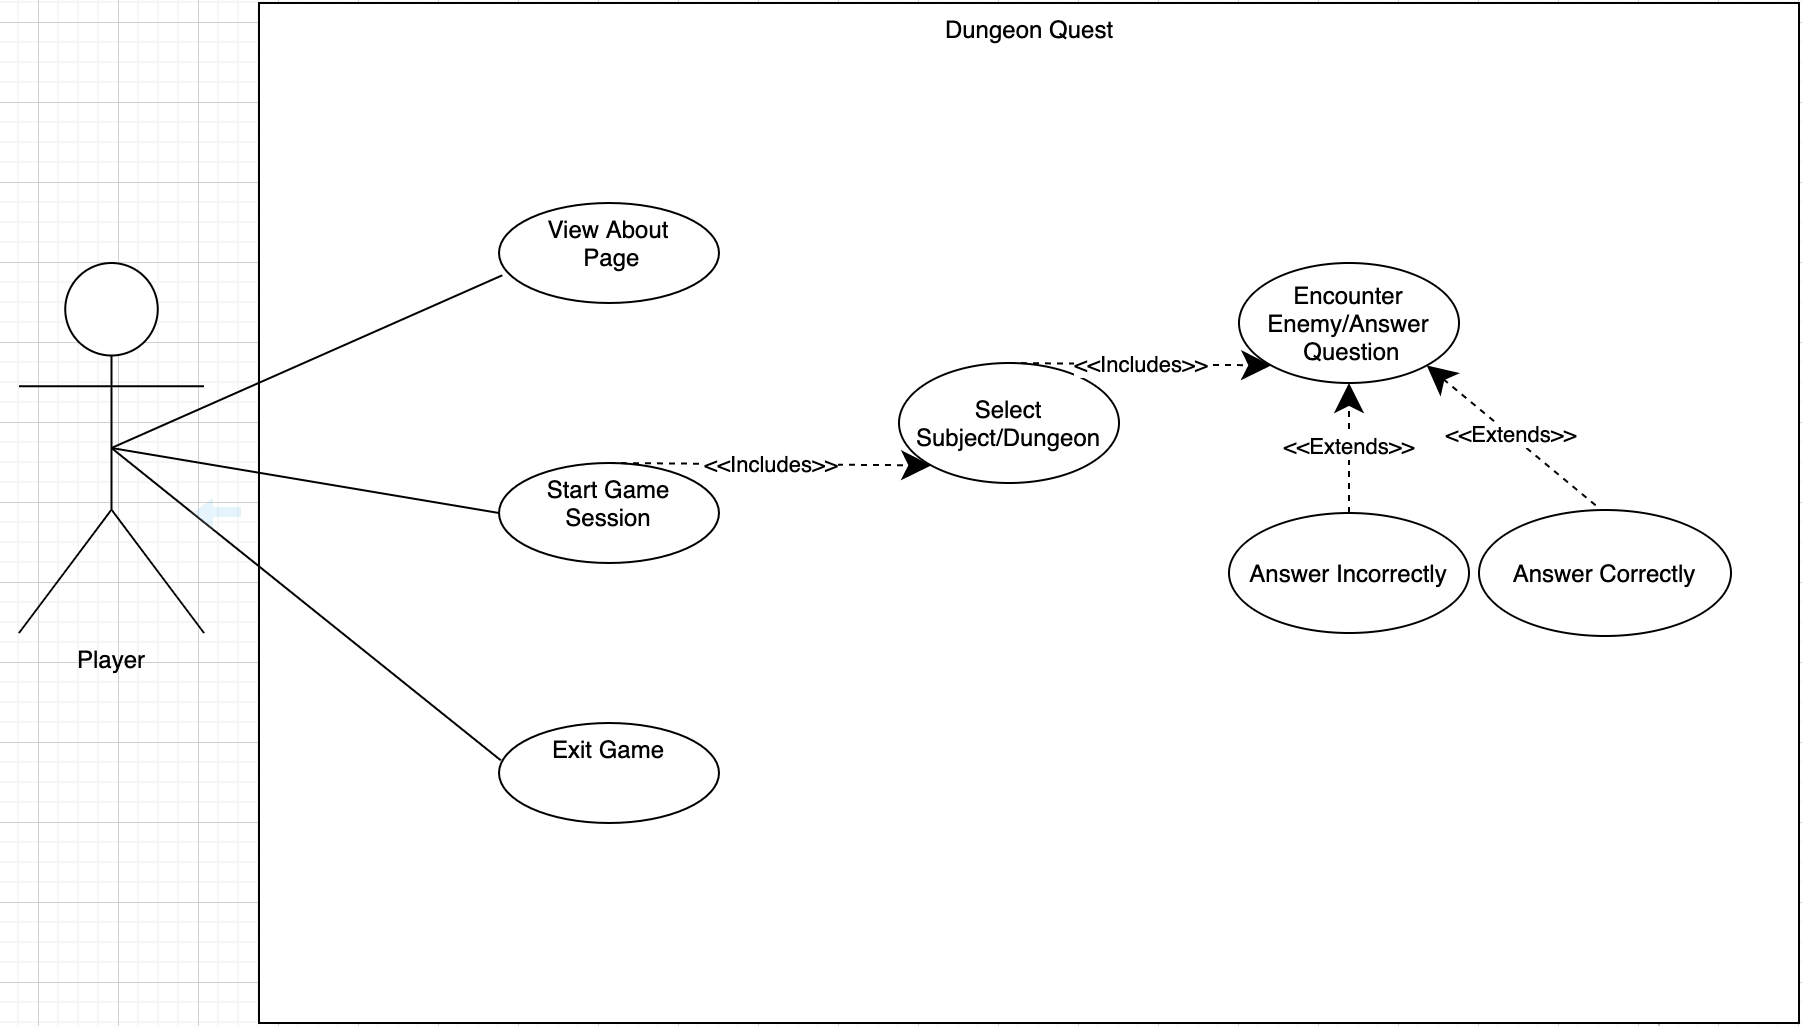 Dungeon Quest
View About
Page
Encounter
Enemy/Answer
Question
<<Includes>>
Select
Subject/Dungeon
<<Extends>>
<<Extends>>
<<Includes>>
Start Game
Session
Answer Incorrectly
Answer Correctly
Player
Exit Game